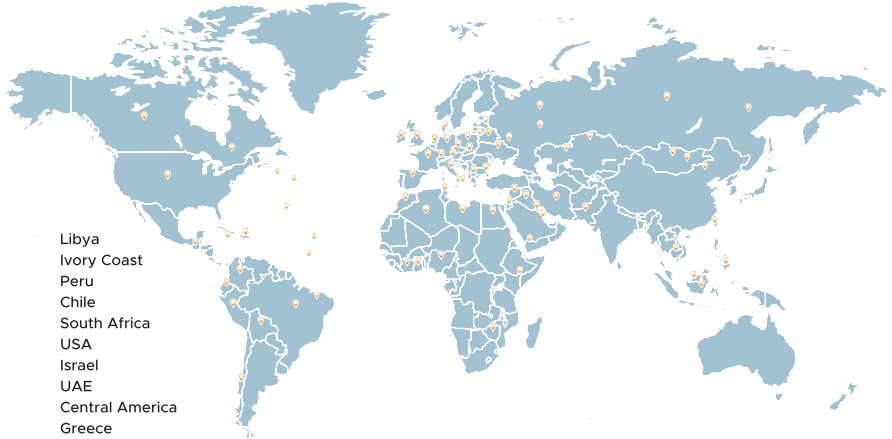 Libya
Ivory Coast
Peru
Chile
South Africa
USA
Israel
UAE
Central America
Greece